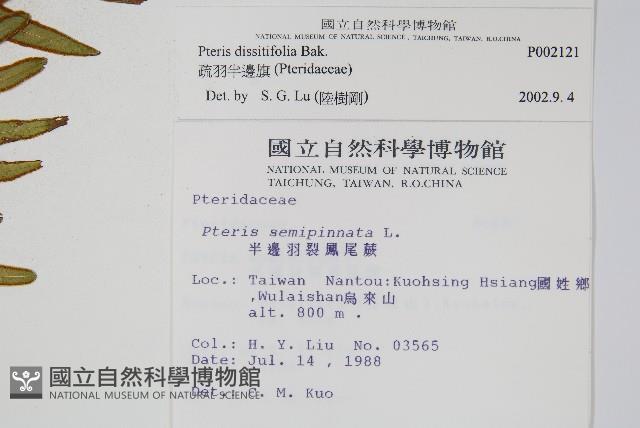 國立自然科學博物館
NATIONAL MUSEUM OF NATURAL SCIENCE, TAICHUNG, TAIWAN, R.O.CHINA
Pteris dissitifolia Bak. P002121
疏羽半邊旗 (Pteridaceae)
Det. by S. G. Lu (陸樹剛) 2002.9. 4
國立自然科學博物館
NATIONAL MUSEUM OF NATURAL SCIENCE
TAICHUNG, TAIWAN, R.O.CHINA
Pteridaceae
Pteris semipinnata L.
半邊羽裂鳳尾蕨
Loc.: Taiwan Nantou:Kuohsing Hsiang國姓鄉
,Wulaishan烏來山
alt. 800 m .
Col.: H. Y. Liu No. 03565
Date: Jul. 14 , 1988
Det.: C. M. Kuo
國立自然科學博物館
NATIONAL MUSEUM OF NATURAL SCIENCE